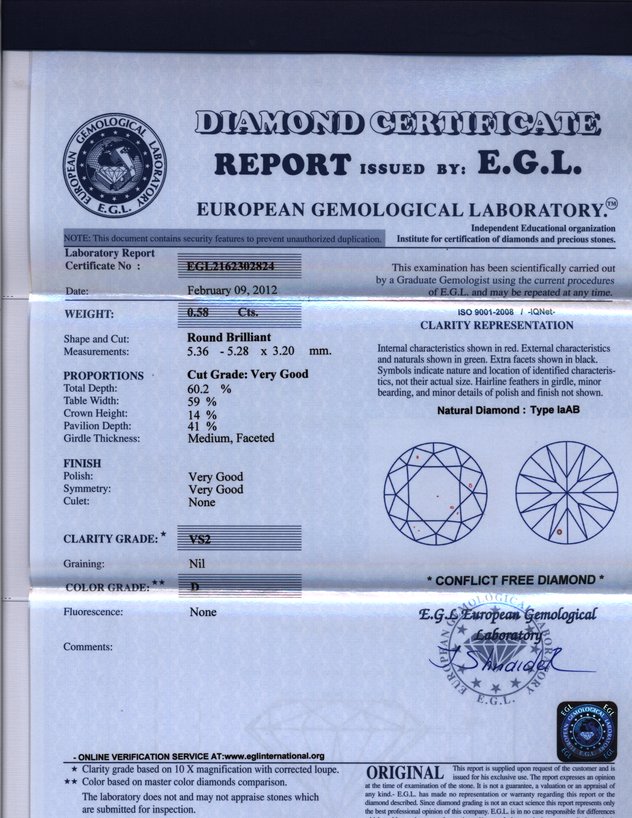 EUROPEAN GEMOLOGICAL LABORATORY
E.G.L.
DIAMOND CERTIFICATE
REPORT ISSUED BY: E.G.L.
EUROPEAN GEMOLOGICAL LABORATORY.™
Independent Educational organization
NOTE: This document contains security features to prevent unauthorized duplication.
Institute for certification of diamonds and precious stones.
Laboratory Report
Certificate No : EGL2162302824
Date: February 09, 2012
WEIGHT: 0.58 Cts.
Shape and Cut: Round Brilliant
Measurements: 5.36 - 5.28 x 3.20 mm.
PROPORTIONS Cut Grade: Very Good
Total Depth: 60.2 %
Table Width: 59 %
Crown Height: 14 %
Pavilion Depth: 41 %
Girdle Thickness: Medium, Faceted
FINISH
Polish: Very Good
Symmetry: Very Good
Culet: None
CLARITY GRADE:★ VS2
Graining: Nil
COLOR GRADE:★★ D
Fluorescence: None
Comments:
This examination has been scientifically carried out
by a Graduate Gemologist using the current procedures
of E.G.L. and may be repeated at any time.
ISO 9001-2008 / -IQNet-
CLARITY REPRESENTATION
Internal characteristics shown in red. External characteristics
and naturals shown in green. Extra facets shown in black.
Symbols indicate nature and location of identified characteris-
tics, not their actual size. Hairline feathers in girdle, minor
bearding, and minor details of polish and finish not shown.
Natural Diamond : Type IaAB
* CONFLICT FREE DIAMOND *
E.G.L European Gemological
Laboratory
EUROPEAN GEMOLOGICAL LABORATORY
E.G.L.
EGL EGL
- ONLINE VERIFICATION SERVICE AT:www.eglinternational.org
★ Clarity grade based on 10 X magnification with corrected loupe.
★★ Color based on master color diamonds comparison.
The laboratory does not and may not appraise stones which
are submitted for inspection.
ORIGINAL This report is supplied upon request of the customer and is
issued for his exclusive use. The report expresses an opinion
at the time of examination of the stone. It is not a guarantee, a valuation or an appraisal of
any kind.- E.G.L. has made no representation or warranty regarding this report or the
diamond described. Since diamond grading is not an exact science this report represents only
the best professional opinion of this company. E.G.L. is in no case responsible for differences